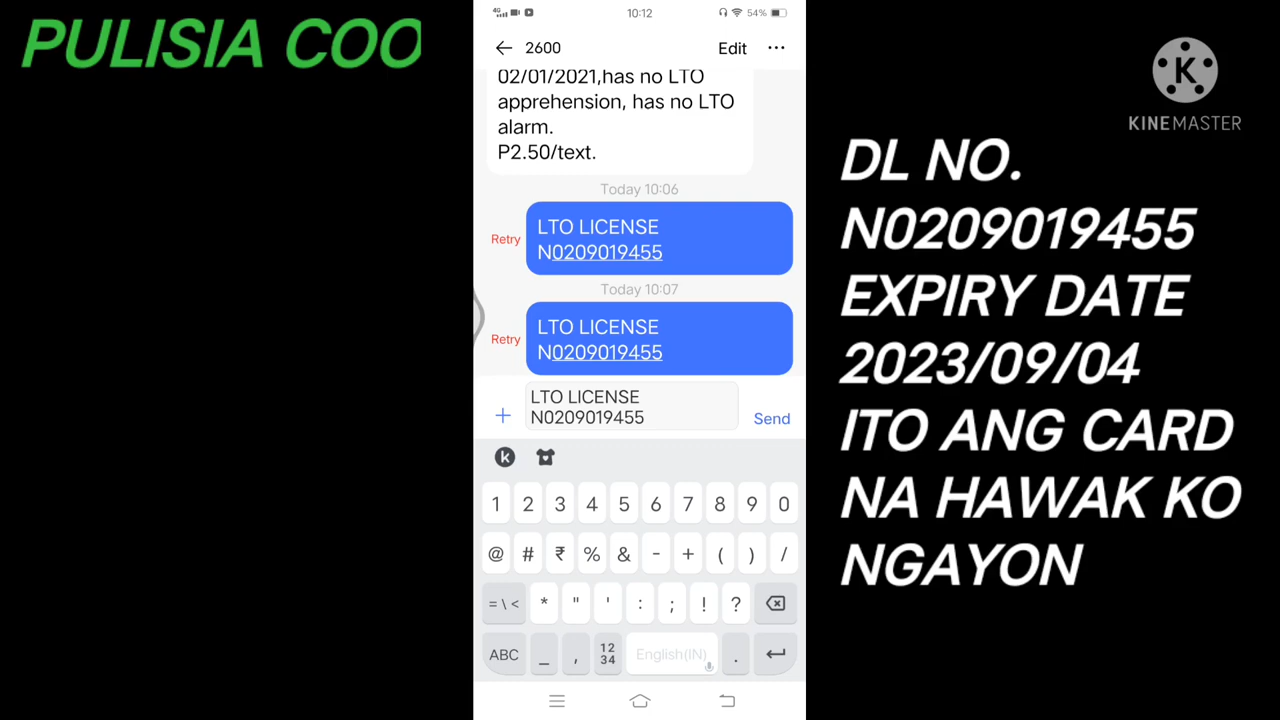 PULISIA COO
4G
10:12
54%
2600
Edit
02/01/2021,has no LTO
apprehension, has no LTO
alarm.
P2.50/text.
Today 10:06
Retry
LTO LICENSE
N0209019455
Today 10:07
Retry
LTO LICENSE
N0209019455
LTO LICENSE
N0209019455
Send
k
1 2 3 4 5 6 7 8 9 0
@ # ₹ % & - + ( ) /
= \ < * " ' : ; ! ?
ABC _ , 12 34 English(IN) .
K
KINEMASTER
DL NO.
N0209019455
EXPIRY DATE
2023/09/04
ITO ANG CARD
NA HAWAK KO
NGAYON